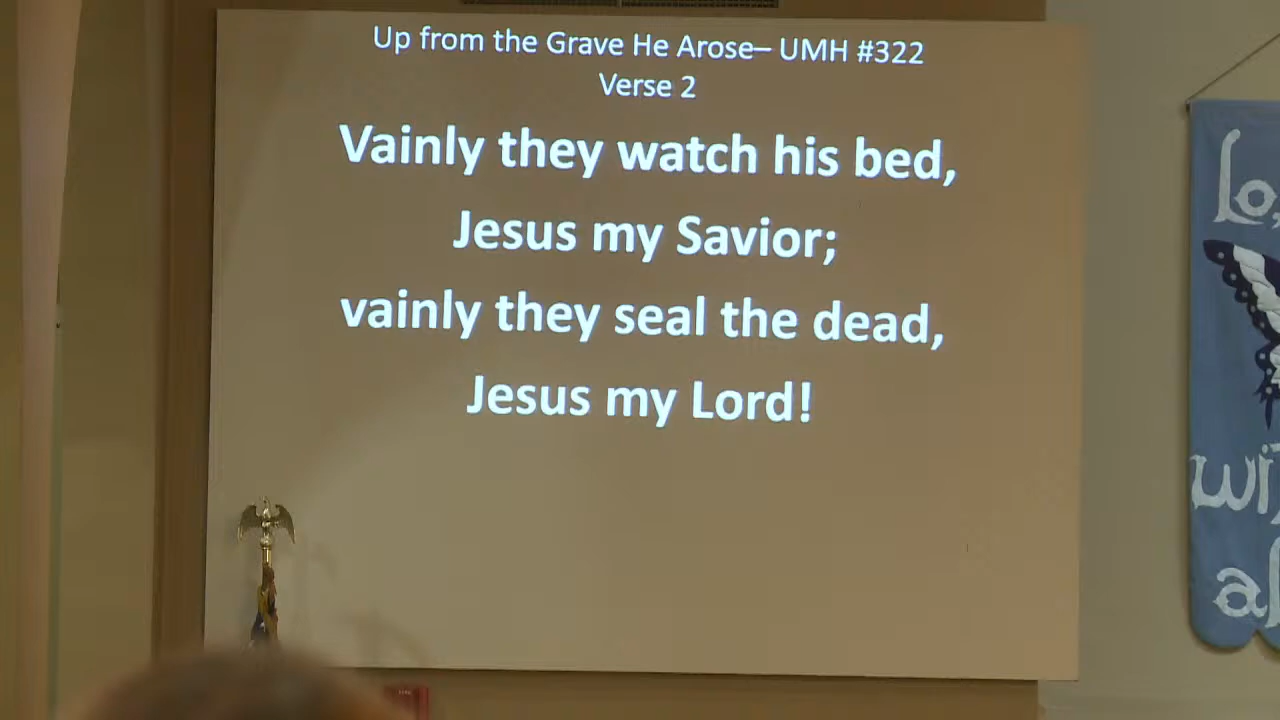 Up from the Grave He Arose– UMH #322
Verse 2
Vainly they watch his bed,
Jesus my Savior;
vainly they seal the dead,
Jesus my Lord!